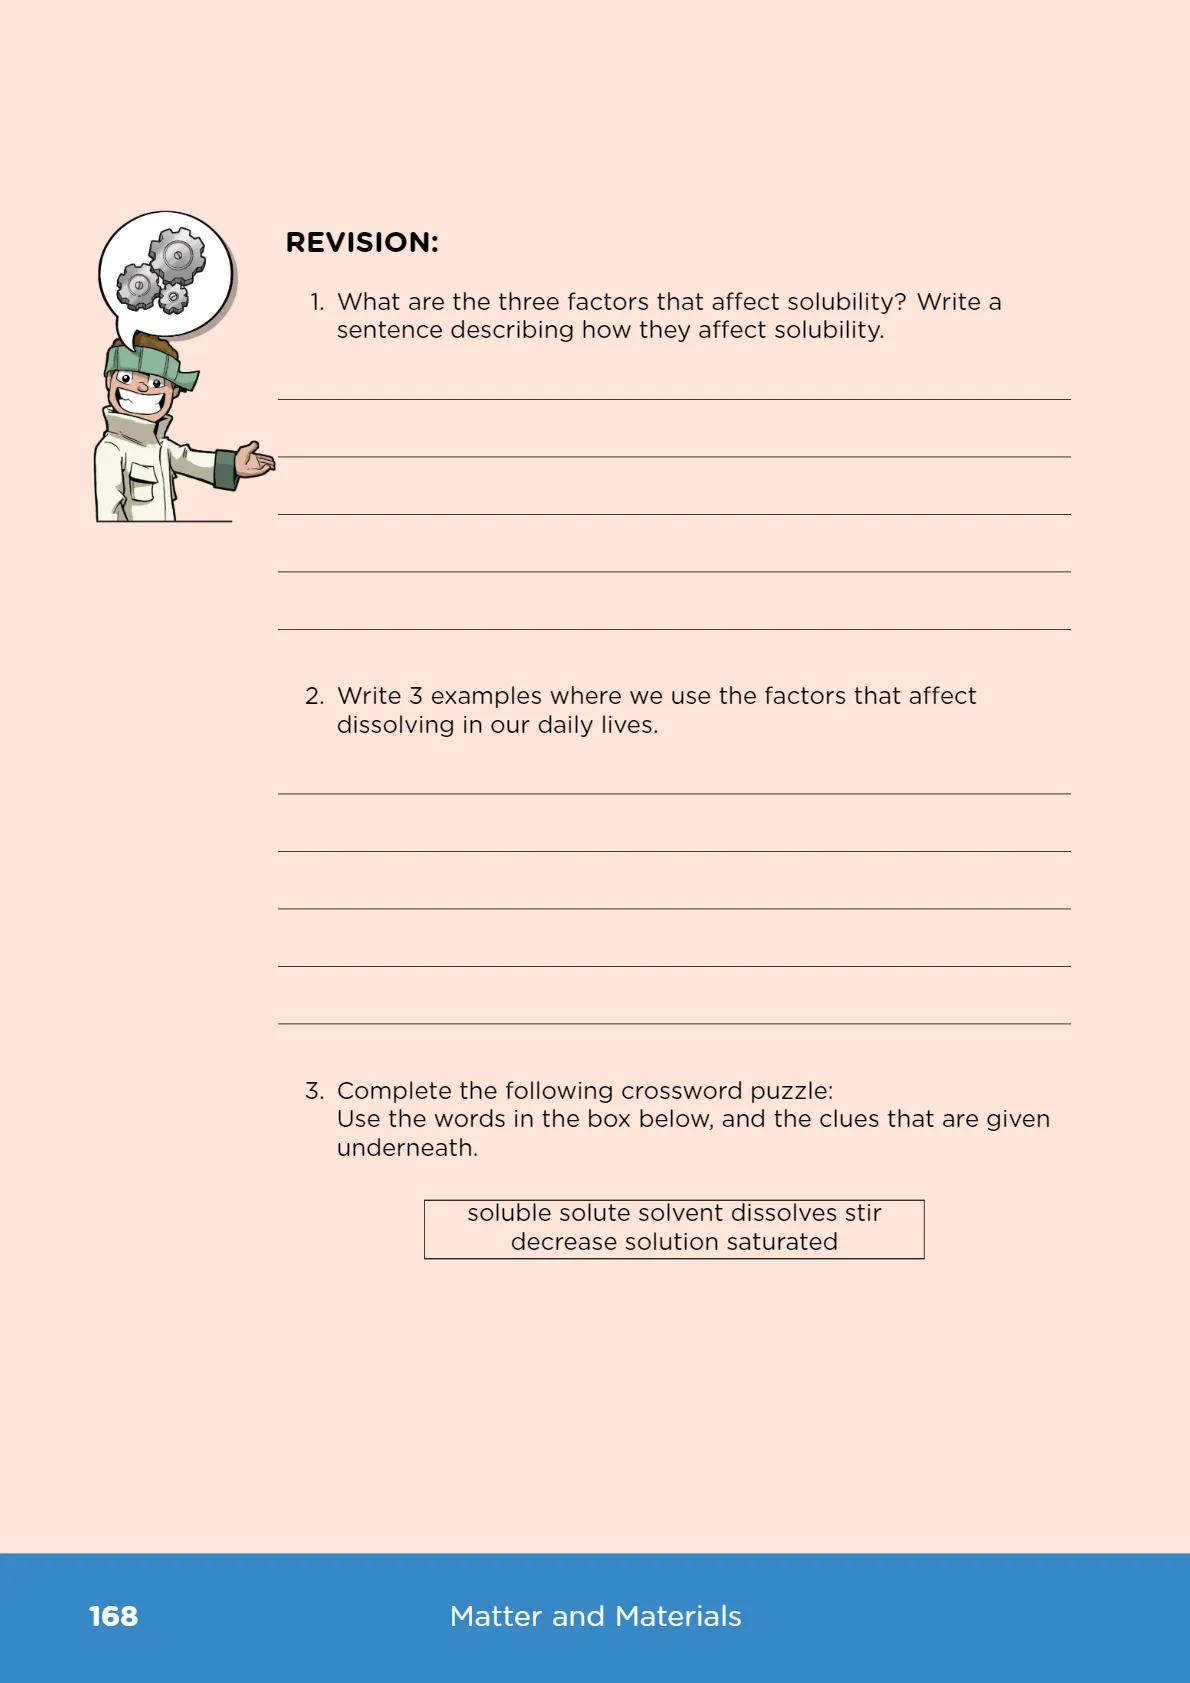 REVISION:
1. What are the three factors that affect solubility? Write a
sentence describing how they affect solubility.
2. Write 3 examples where we use the factors that affect
dissolving in our daily lives.
3. Complete the following crossword puzzle:
Use the words in the box below, and the clues that are given
underneath.
soluble solute solvent dissolves stir
decrease solution saturated
168 Matter and Materials